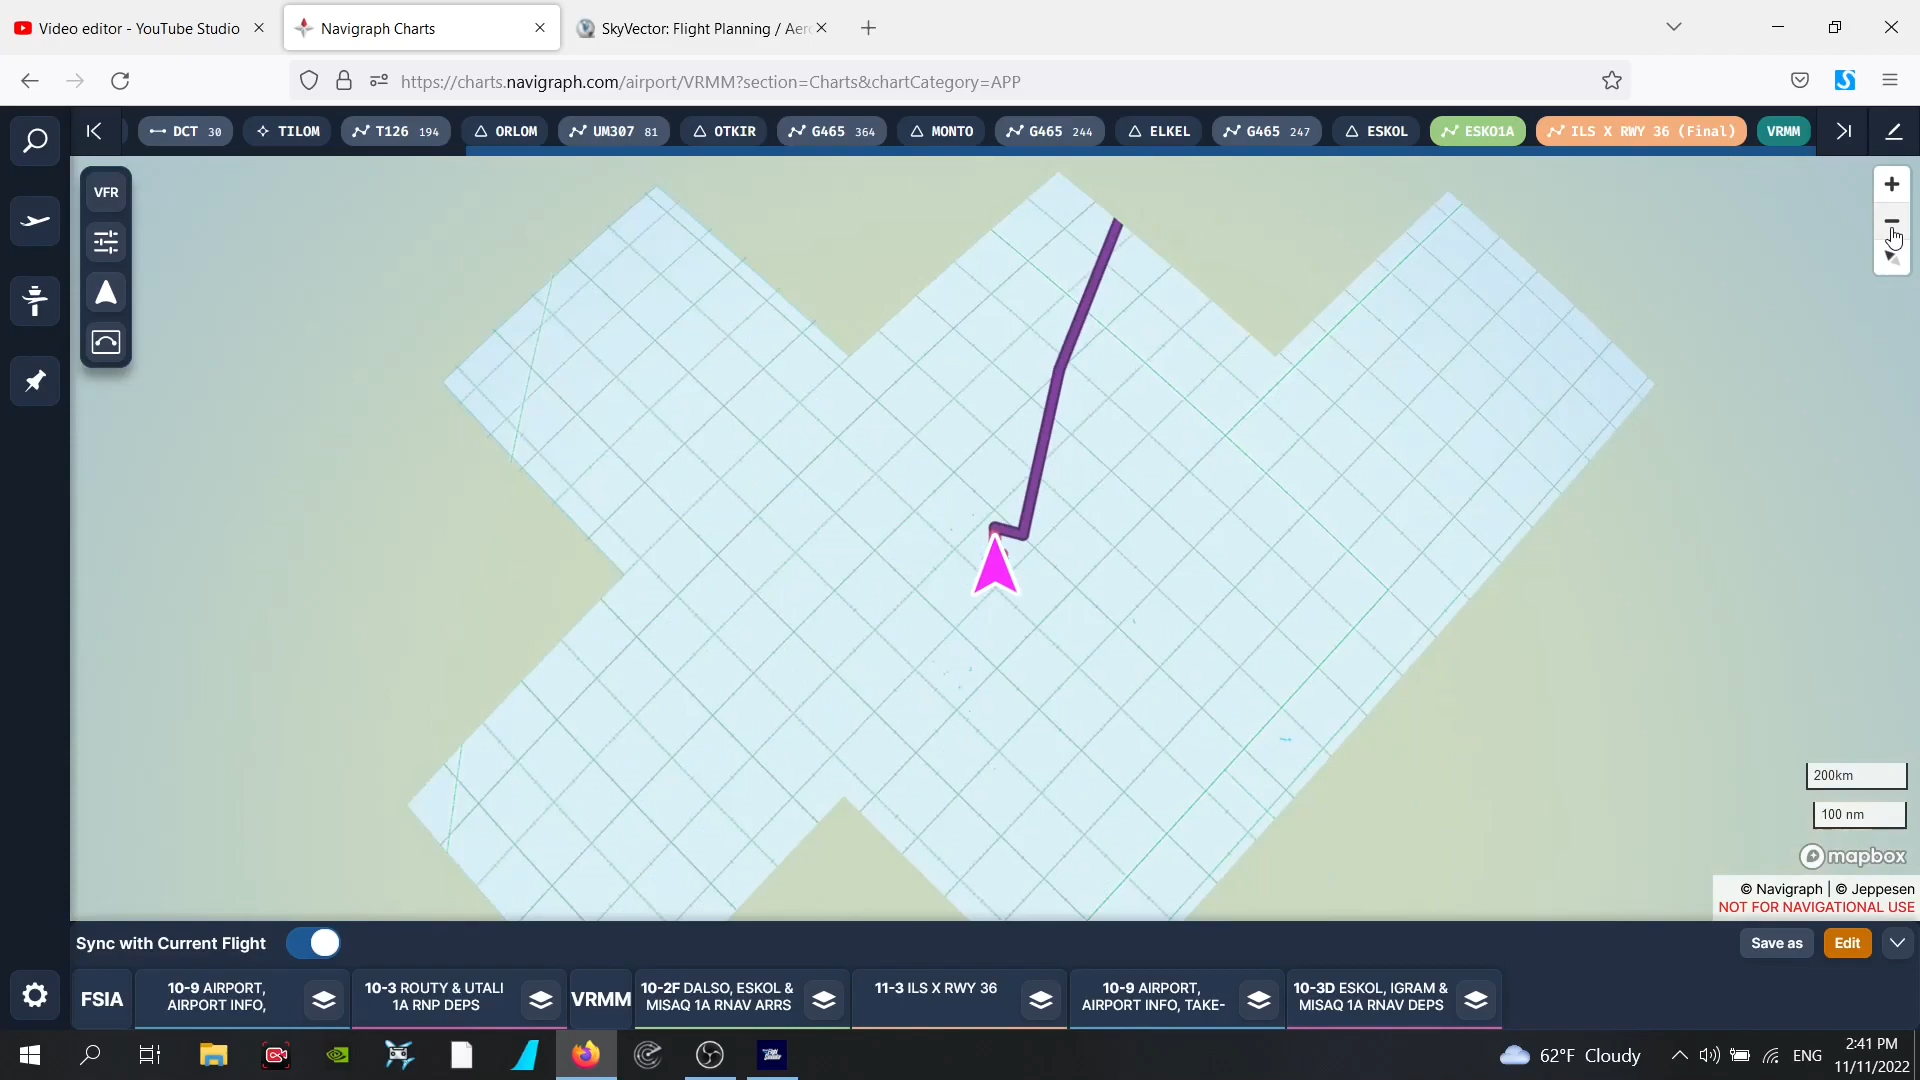 Video editor - YouTube Studio
Navigraph Charts
SkyVector: Flight Planning / Aero
https://charts.navigraph.com/airport/VRMM?section=Charts&chartCategory=APP
DCT 30 TILOM T126 194 ORLOM UM307 81 OTKIR G465 364 MONTO G465 244 ELKEL G465 247 ESKOL ESKO1A ILS X RWY 36 (Final) VRMM
VFR
200km
100 nm
mapbox
© Navigraph | © Jeppesen
NOT FOR NAVIGATIONAL USE
Sync with Current Flight
Save as
Edit
FSIA
10-9 AIRPORT,
AIRPORT INFO,
10-3 ROUTY & UTALI
1A RNP DEPS
VRMM
10-2F DALSO, ESKOL &
MISAQ 1A RNAV ARRS
11-3 ILS X RWY 36
10-9 AIRPORT,
AIRPORT INFO, TAKE-
10-3D ESKOL, IGRAM &
MISAQ 1A RNAV DEPS
62°F Cloudy
ENG
2:41 PM
11/11/2022